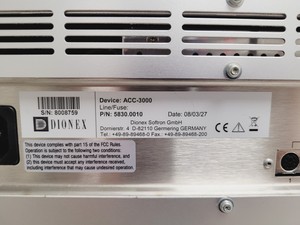 S/N: 8008759
DIONEX
Device: ACC-3000
Line/Fuse:
P/N: 5830.0010 Date: 08/03/27
Dionex Softron GmbH
Dornierstr. 4 D-82110 Germering GERMANY
Tel.: +49-89-89468-0 Fax.: +49-89-89468-200
This device complies with part 15 of the FCC Rules.
Operation is subject to the following two conditions:
(1) This device may not cause harmful interference, and
(2) this device must accept any interference received,
including interference that may cause undesired operation.